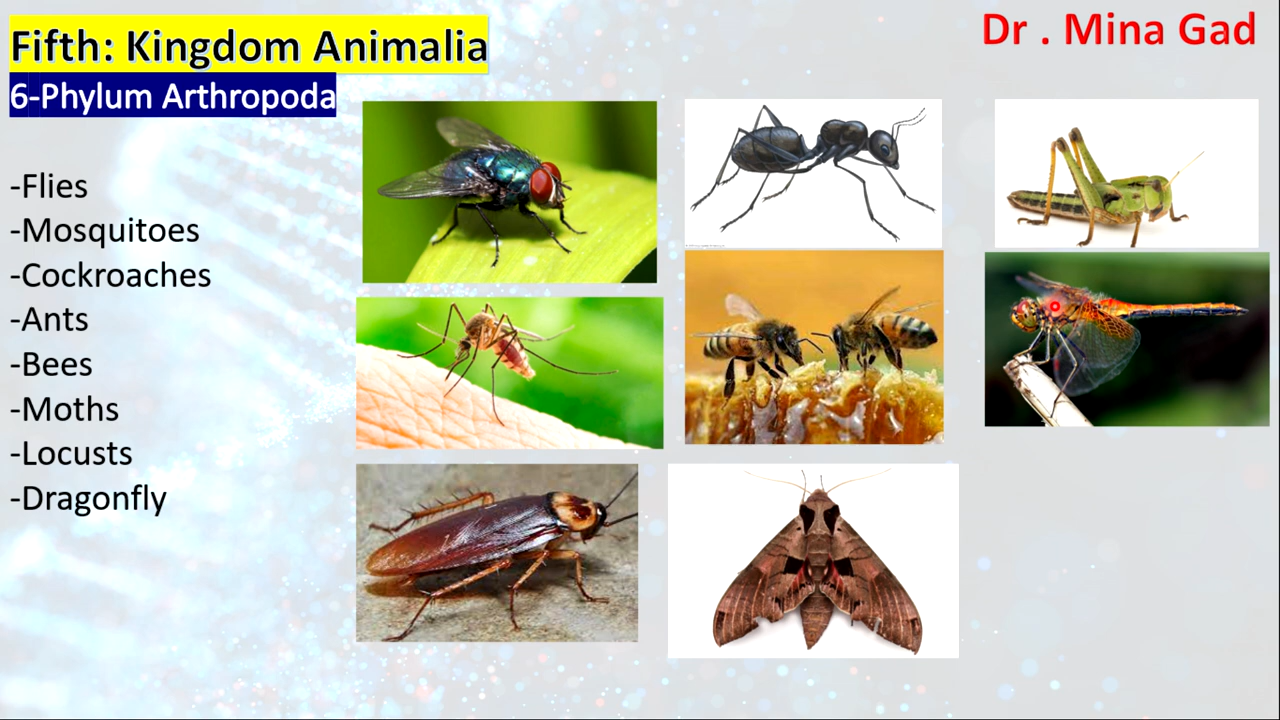 Fifth: Kingdom Animalia
Dr . Mina Gad
6-Phylum Arthropoda
-Flies
-Mosquitoes
-Cockroaches
-Ants
-Bees
-Moths
-Locusts
-Dragonfly